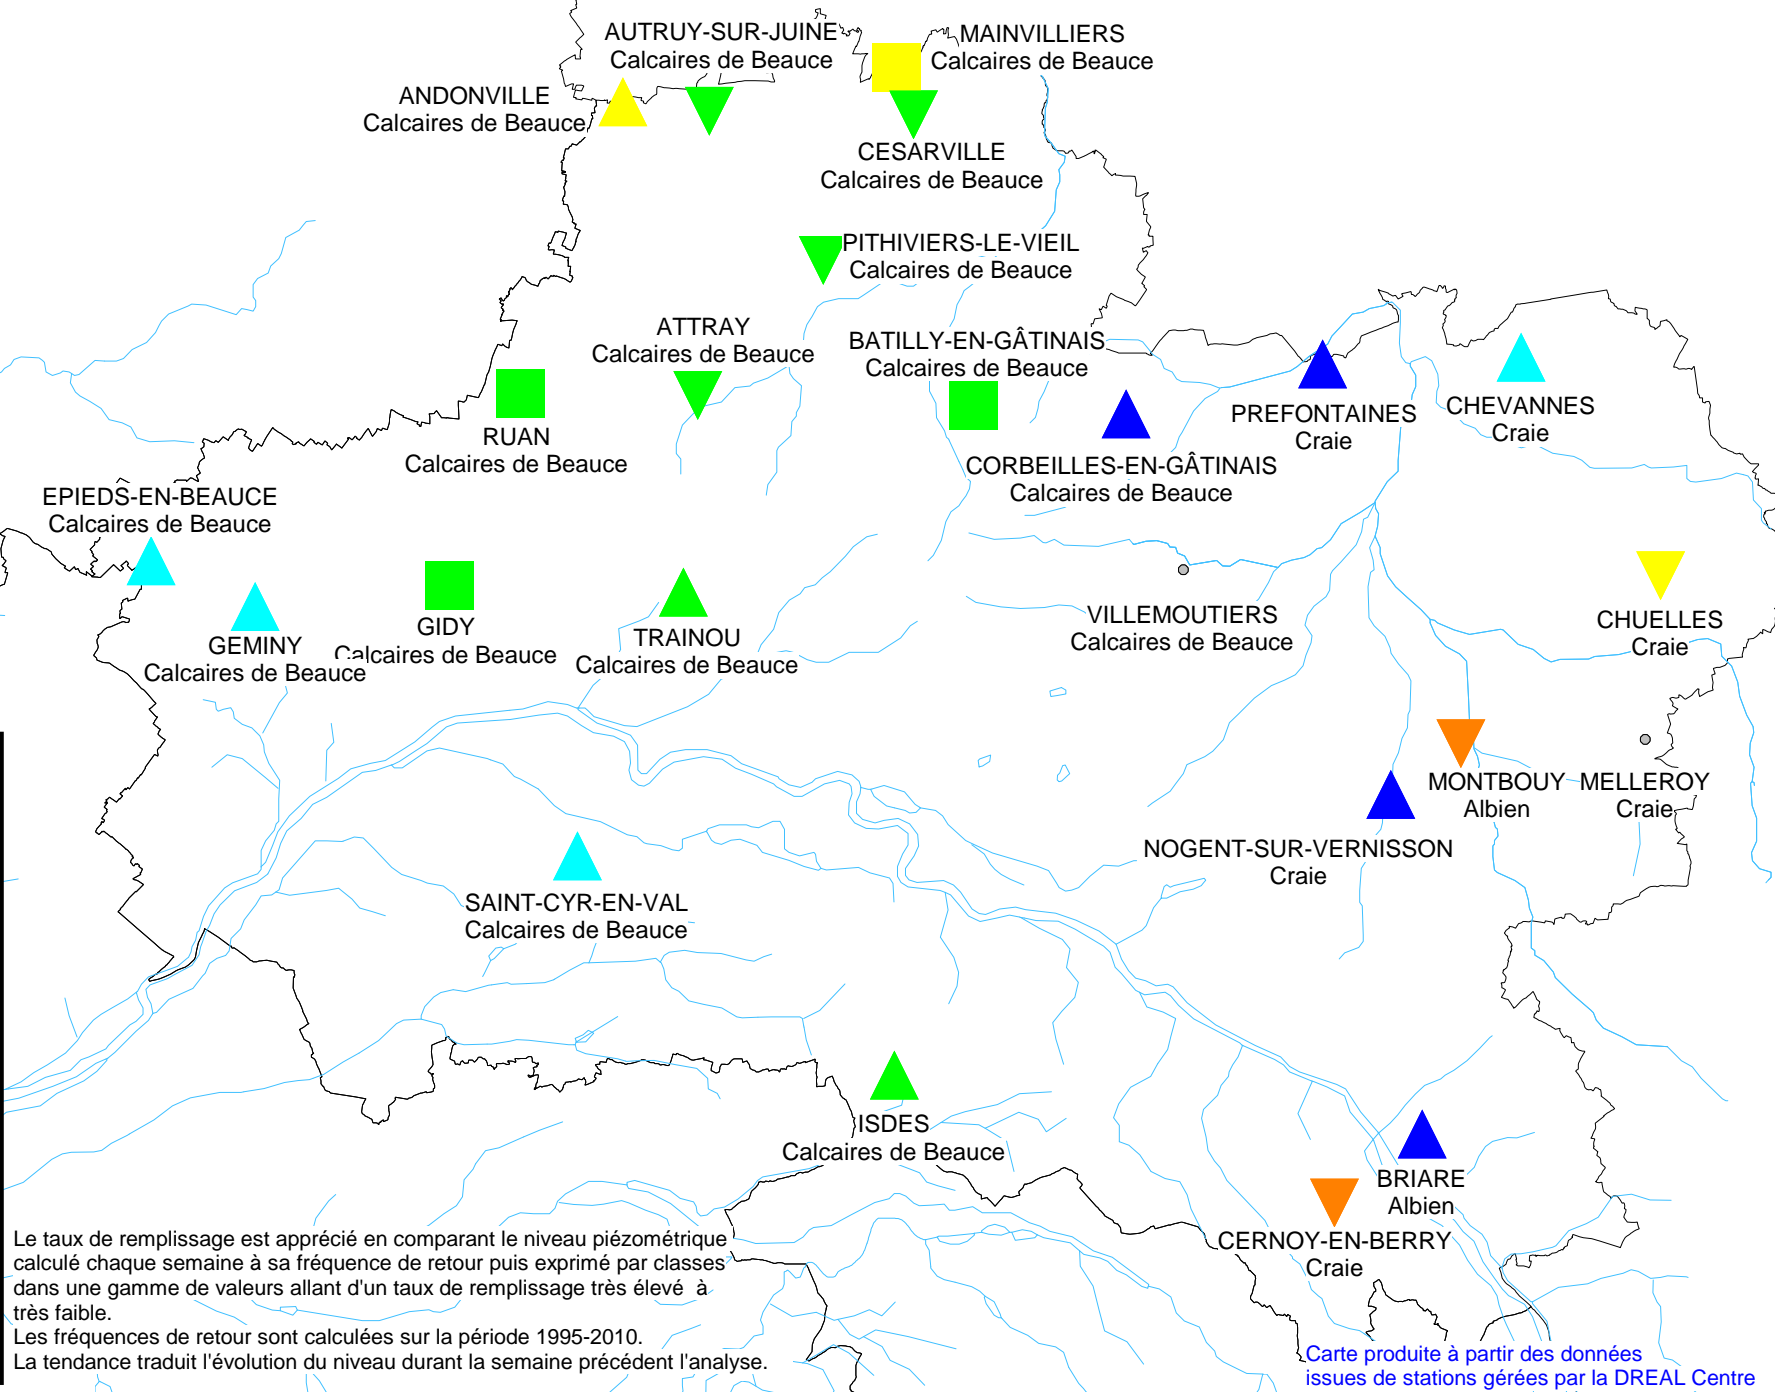 AUTRUY-SUR-JUINE
Calcaires de Beauce
MAINVILLIERS
Calcaires de Beauce
ANDONVILLE
Calcaires de Beauce
CESARVILLE
Calcaires de Beauce
PITHIVIERS-LE-VIEIL
Calcaires de Beauce
ATTRAY
Calcaires de Beauce
BATILLY-EN-GÂTINAIS
Calcaires de Beauce
RUAN
Calcaires de Beauce
PREFONTAINES
Craie
CHEVANNES
Craie
CORBEILLES-EN-GÂTINAIS
Calcaires de Beauce
EPIEDS-EN-BEAUCE
Calcaires de Beauce
GEMINY
Calcaires de Beauce
GIDY
Calcaires de Beauce
TRAINOU
Calcaires de Beauce
VILLEMOUTIERS
Calcaires de Beauce
CHUELLES
Craie
MONTBOUY
Albien
MELLEROY
Craie
NOGENT-SUR-VERNISSON
Craie
SAINT-CYR-EN-VAL
Calcaires de Beauce
ISDES
Calcaires de Beauce
BRIARE
Albien
CERNOY-EN-BERRY
Craie
Le taux de remplissage est apprécié en comparant le niveau piézométrique
calculé chaque semaine à sa fréquence de retour puis exprimé par classes
dans une gamme de valeurs allant d'un taux de remplissage très élevé à
très faible.
Les fréquences de retour sont calculées sur la période 1995-2010.
La tendance traduit l'évolution du niveau durant la semaine précédent l'analyse.
Carte produite à partir des données
issues de stations gérées par la DREAL Centre